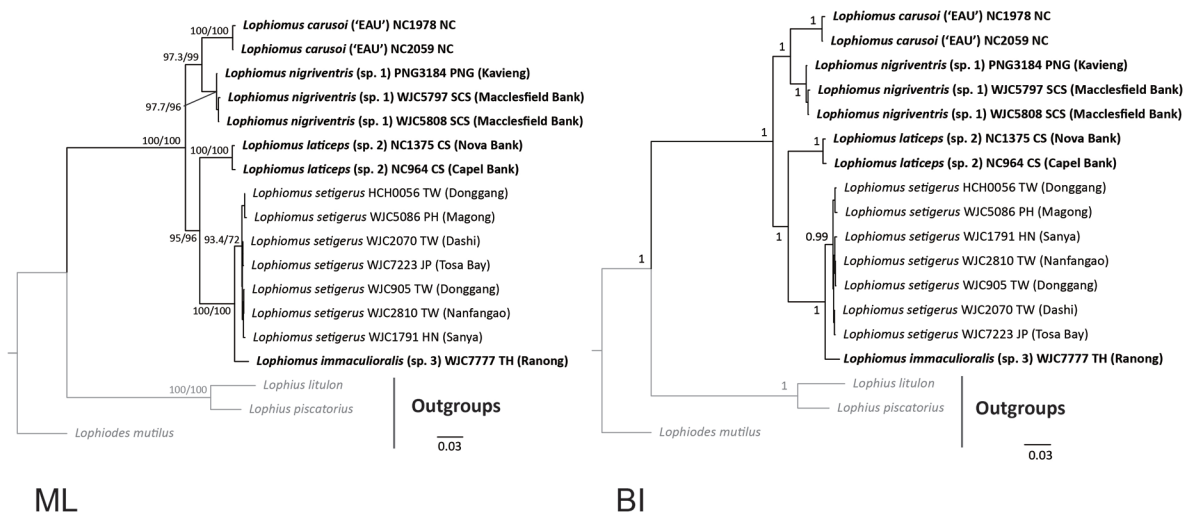 Lophiomus carusoi (‘EAU’) NC1978 NC
100/100
Lophiomus carusoi (‘EAU’) NC2059 NC
97.3/99
Lophiomus nigriventris (sp. 1) PNG3184 PNG (Kavieng)
Lophiomus nigriventris (sp. 1) WJC5797 SCS (Macclesfield Bank)
97.7/96
Lophiomus nigriventris (sp. 1) WJC5808 SCS (Macclesfield Bank)
100/100
Lophiomus laticeps (sp. 2) NC1375 CS (Nova Bank)
100/100
Lophiomus laticeps (sp. 2) NC964 CS (Capel Bank)
Lophiomus setigerus HCH0056 TW (Donggang)
Lophiomus setigerus WJC5086 PH (Magong)
95/96
93.4/72
Lophiomus setigerus WJC2070 TW (Dashi)
Lophiomus setigerus WJC7223 JP (Tosa Bay)
Lophiomus setigerus WJC905 TW (Donggang)
100/100
Lophiomus setigerus WJC2810 TW (Nanfangao)
Lophiomus setigerus WJC1791 HN (Sanya)
Lophiomus immaculioralis (sp. 3) WJC7777 TH (Ranong)
100/100
Lophius litulon
Lophius piscatorius
Outgroups
Lophiodes mutilus
0.03
ML
Lophiomus carusoi (‘EAU’) NC1978 NC
1
Lophiomus carusoi (‘EAU’) NC2059 NC
1
Lophiomus nigriventris (sp. 1) PNG3184 PNG (Kavieng)
1
Lophiomus nigriventris (sp. 1) WJC5797 SCS (Macclesfield Bank)
Lophiomus nigriventris (sp. 1) WJC5808 SCS (Macclesfield Bank)
1
1
Lophiomus laticeps (sp. 2) NC1375 CS (Nova Bank)
Lophiomus laticeps (sp. 2) NC964 CS (Capel Bank)
Lophiomus setigerus HCH0056 TW (Donggang)
Lophiomus setigerus WJC5086 PH (Magong)
1
0.99
Lophiomus setigerus WJC1791 HN (Sanya)
1
Lophiomus setigerus WJC2810 TW (Nanfangao)
Lophiomus setigerus WJC905 TW (Donggang)
1
Lophiomus setigerus WJC2070 TW (Dashi)
Lophiomus setigerus WJC7223 JP (Tosa Bay)
Lophiomus immaculioralis (sp. 3) WJC7777 TH (Ranong)
1
Lophius litulon
Lophius piscatorius
Outgroups
Lophiodes mutilus
0.03
BI